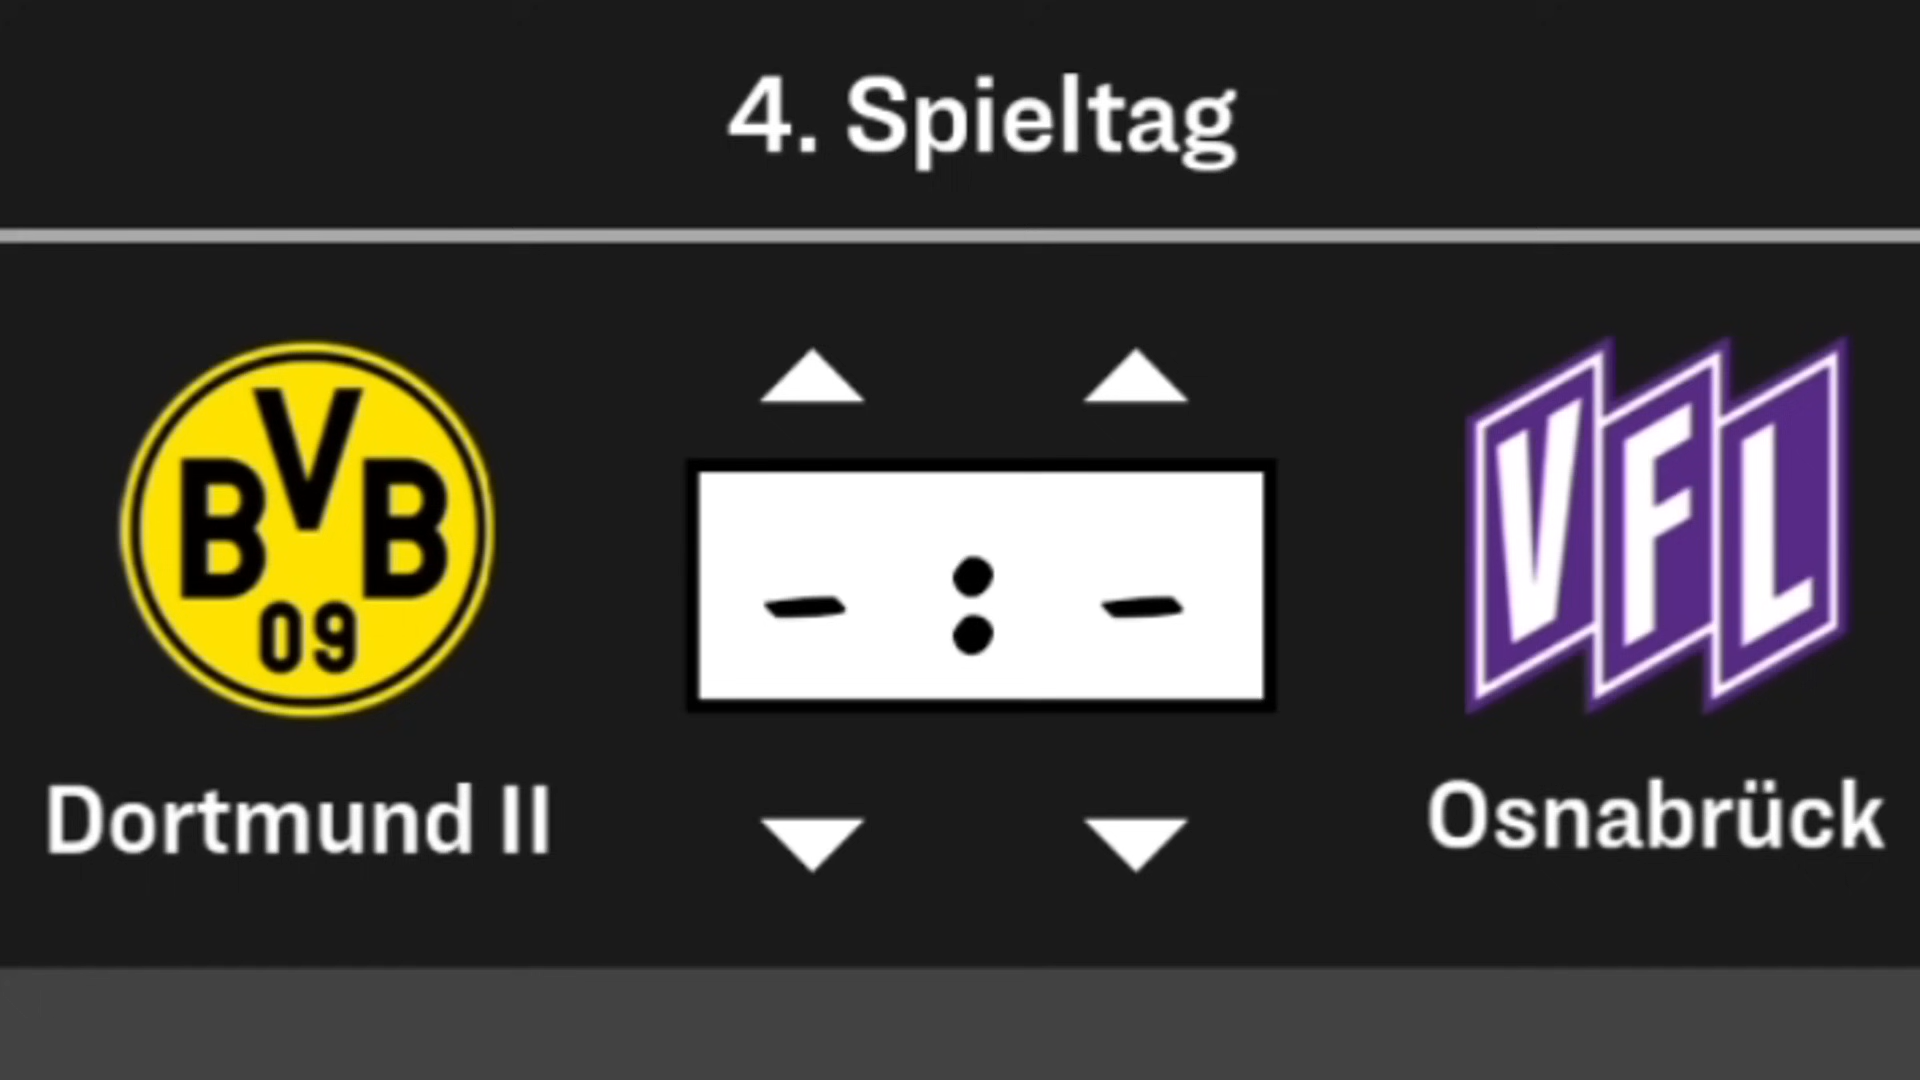 4. Spieltag
BVB
09
- : -
VFL
Dortmund II
Osnabrück